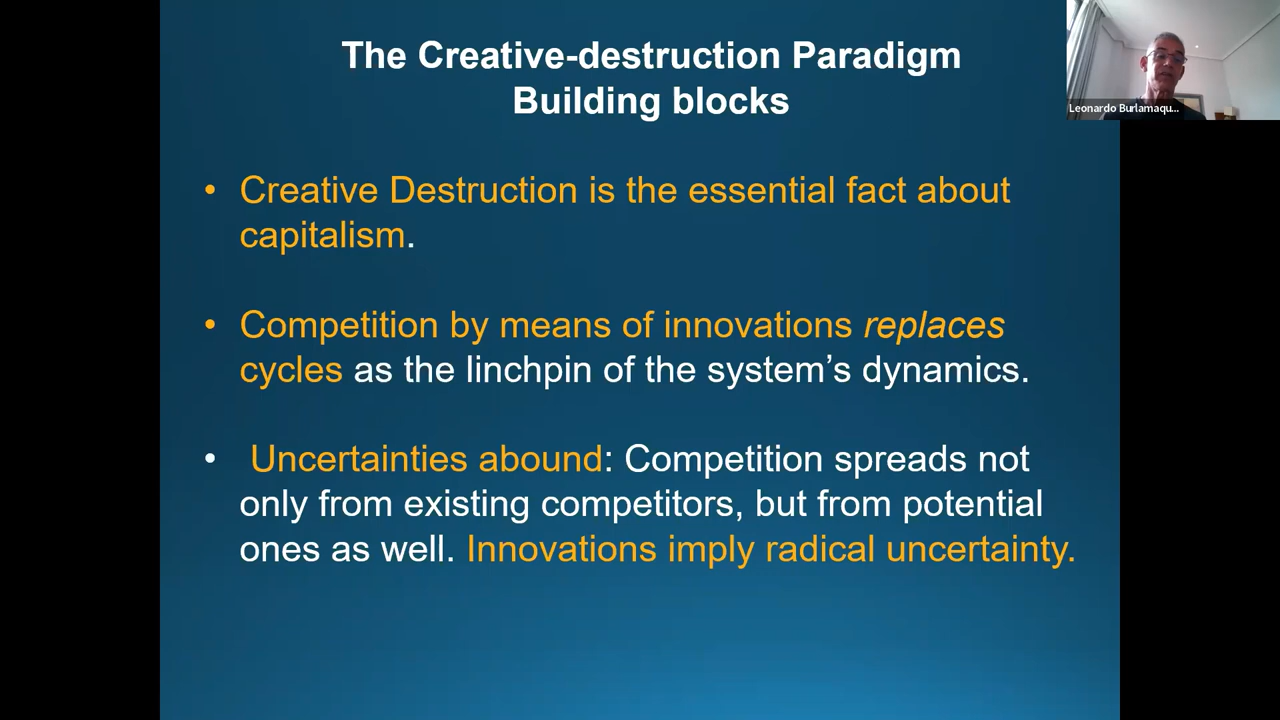 The Creative-destruction Paradigm
Building blocks
Leonardo Burlamaqu...
• Creative Destruction is the essential fact about
capitalism.
• Competition by means of innovations replaces
cycles as the linchpin of the system’s dynamics.
• Uncertainties abound: Competition spreads not
only from existing competitors, but from potential
ones as well. Innovations imply radical uncertainty.